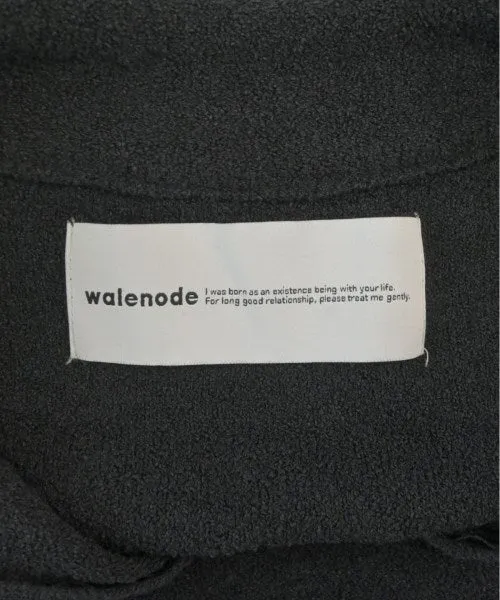 walenode
I was born as an existence being with your life.
For long good relationship, please treat me gently.